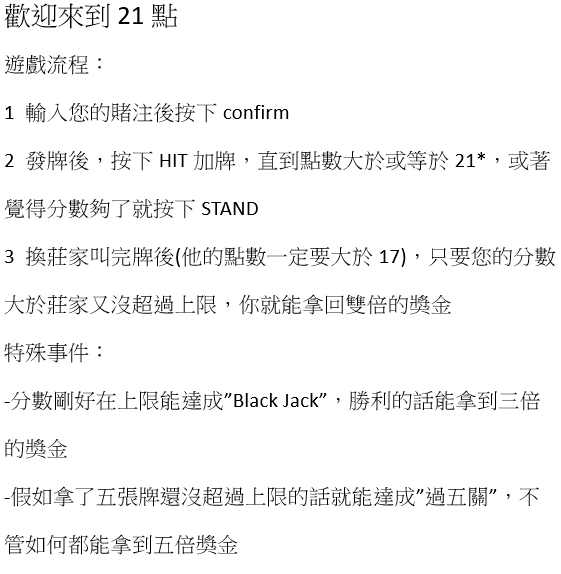 歡迎來到 21 點
遊戲流程：
1 輸入您的賭注後按下 confirm
2 發牌後，按下 HIT 加牌，直到點數大於或等於 21*，或著
覺得分數夠了就按下 STAND
3 換莊家叫完牌後(他的點數一定要大於 17)，只要您的分數
大於莊家又沒超過上限，你就能拿回雙倍的獎金
特殊事件：
-分數剛好在上限能達成”Black Jack”，勝利的話能拿到三倍
的獎金
-假如拿了五張牌還沒超過上限的話就能達成”過五關”，不
管如何都能拿到五倍獎金